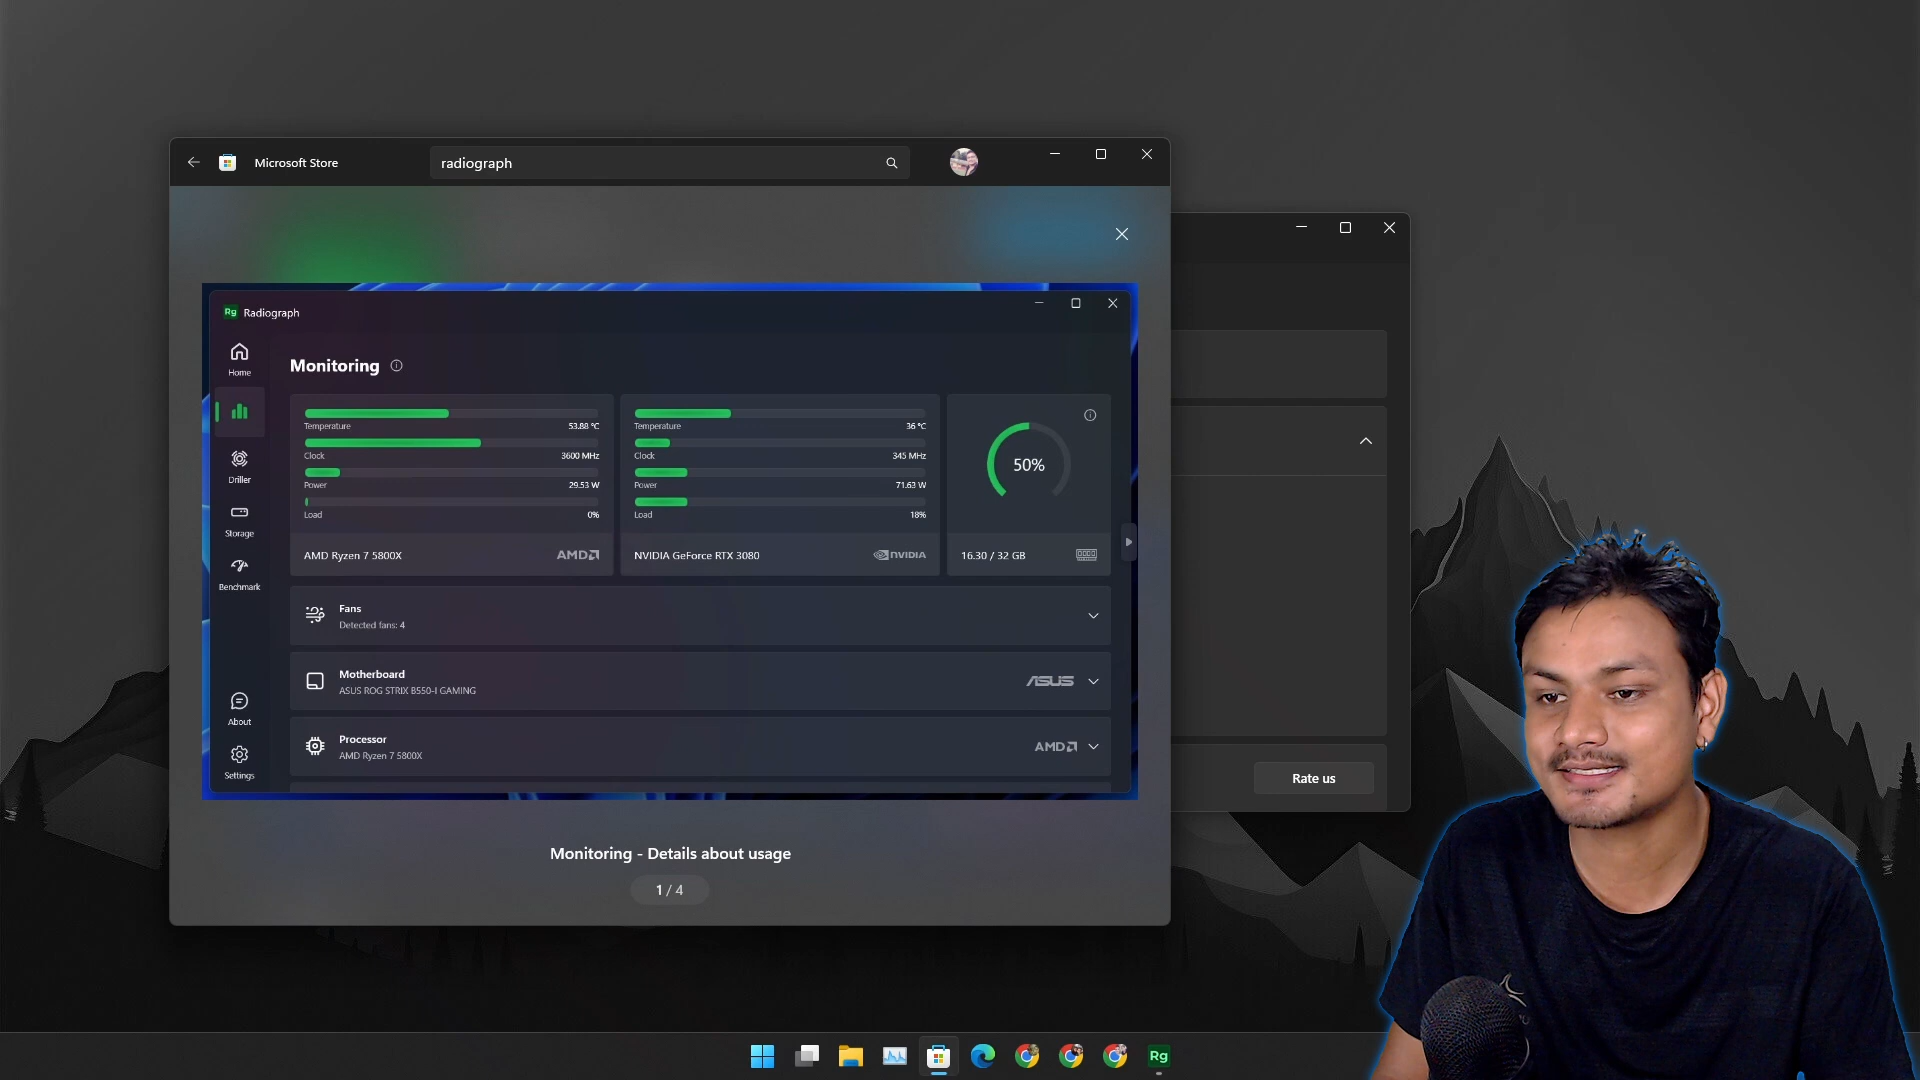 Microsoft Store
radiograph
Rg Radiograph
Home
Driller
Storage
Benchmark
About
Settings
Monitoring
Temperature 53.88 °C
Clock 3600 MHz
Power 29.53 W
Load 0%
AMD Ryzen 7 5800X AMD
Temperature 36 °C
Clock 345 MHz
Power 71.63 W
Load 18%
NVIDIA GeForce RTX 3080 NVIDIA
50%
16.30 / 32 GB
Fans
Detected fans: 4
Motherboard
ASUS ROG STRIX B550-I GAMING
ASUS
Processor
AMD Ryzen 7 5800X
AMD
Monitoring - Details about usage
1 / 4
Rate us
Rg